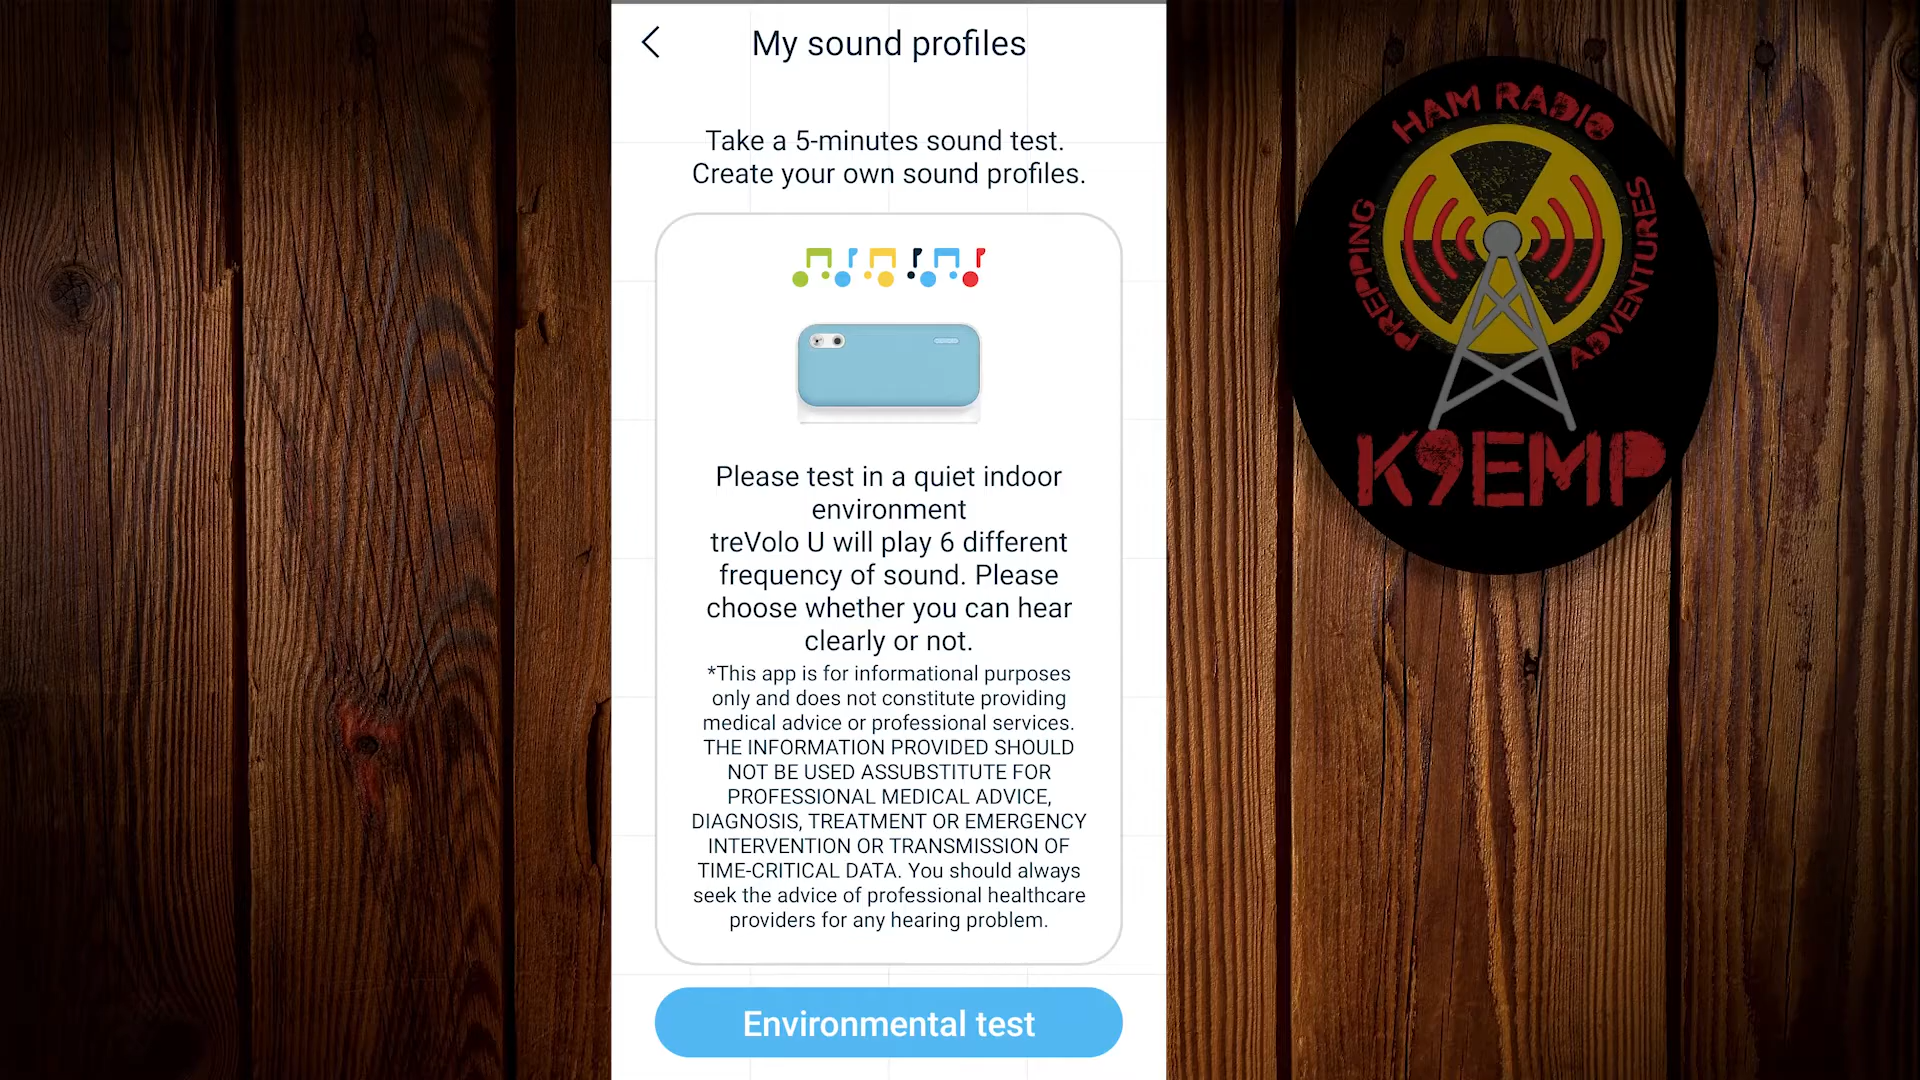 My sound profiles
Take a 5-minutes sound test.
Create your own sound profiles.
Please test in a quiet indoor
environment
treVolo U will play 6 different
frequency of sound. Please
choose whether you can hear
clearly or not.
*This app is for informational purposes
only and does not constitute providing
medical advice or professional services.
THE INFORMATION PROVIDED SHOULD
NOT BE USED ASSUBSTITUTE FOR
PROFESSIONAL MEDICAL ADVICE,
DIAGNOSIS, TREATMENT OR EMERGENCY
INTERVENTION OR TRANSMISSION OF
TIME-CRITICAL DATA. You should always
seek the advice of professional healthcare
providers for any hearing problem.
Environmental test
HAM RADIO
PREPPING
ADVENTURES
K9EMP